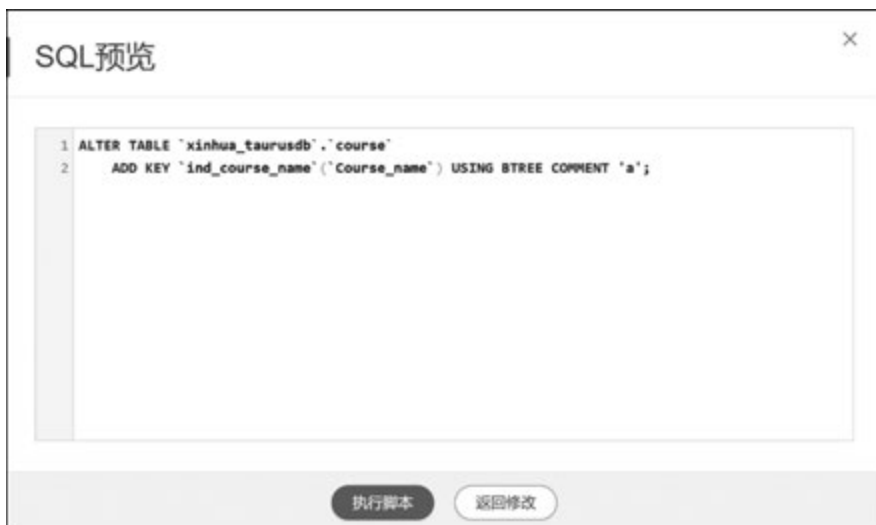 SQL预览
×
1 ALTER TABLE `xinhua_taurusdb`.`course`
2 ADD KEY `ind_course_name`(`Course_name`) USING BTREE COMMENT 'a';
执行脚本
返回修改